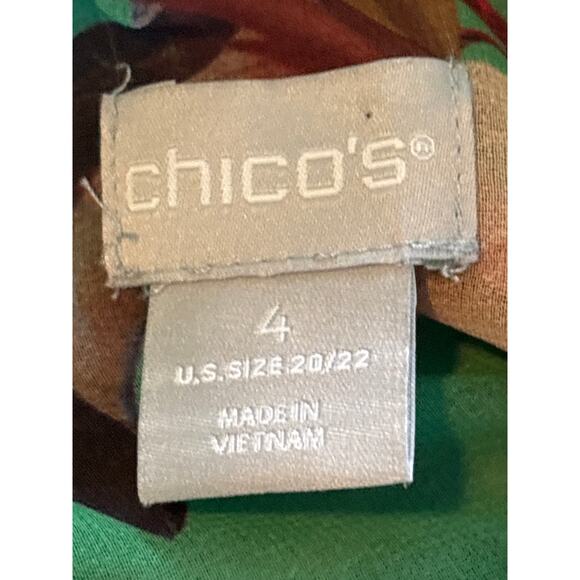 chico's®
4
U.S. SIZE 20/22
MADE IN
VIETNAM